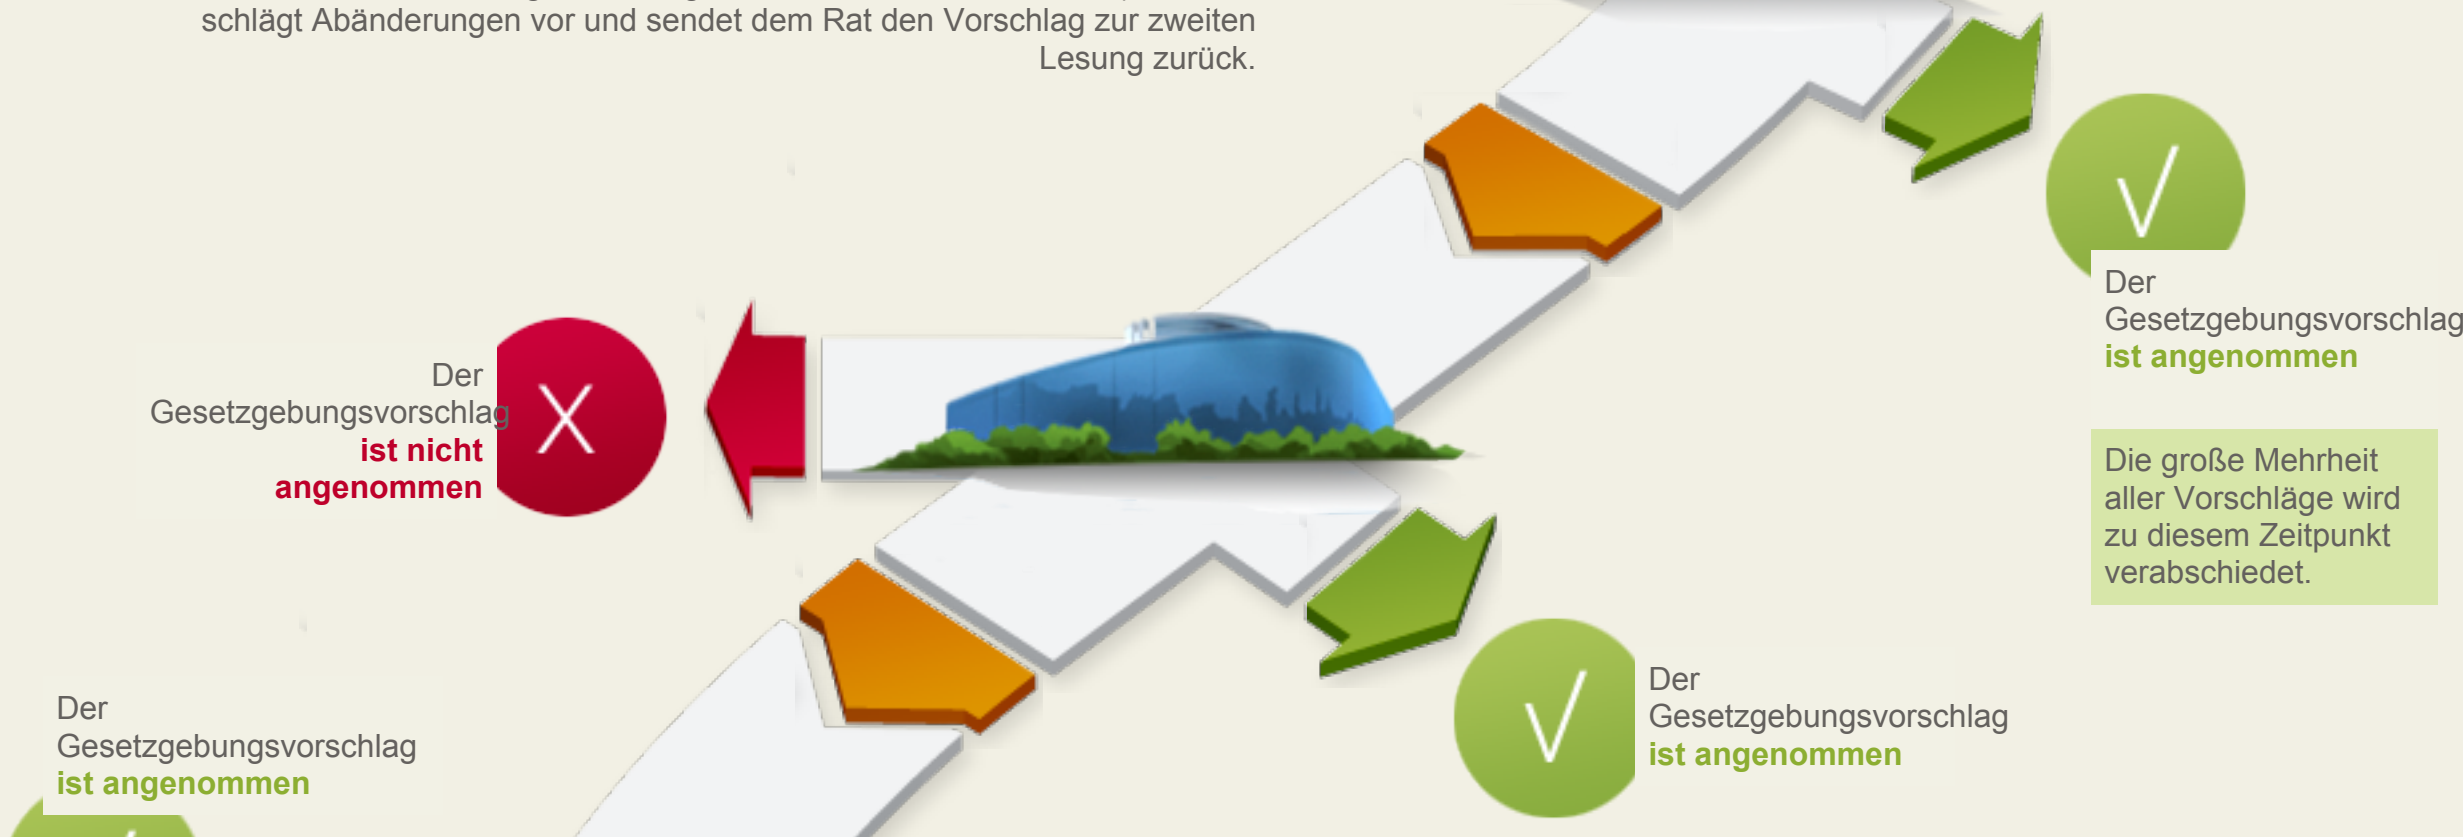 schlägt Abänderungen vor und sendet dem Rat den Vorschlag zur zweiten
Lesung zurück.
Der
Gesetzgebungsvorschlag
ist angenommen
Der
Gesetzgebungsvorschlag
ist nicht
angenommen
X
Die große Mehrheit
aller Vorschläge wird
zu diesem Zeitpunkt
verabschiedet.
Der
Gesetzgebungsvorschlag
ist angenommen
Der
Gesetzgebungsvorschlag
ist angenommen